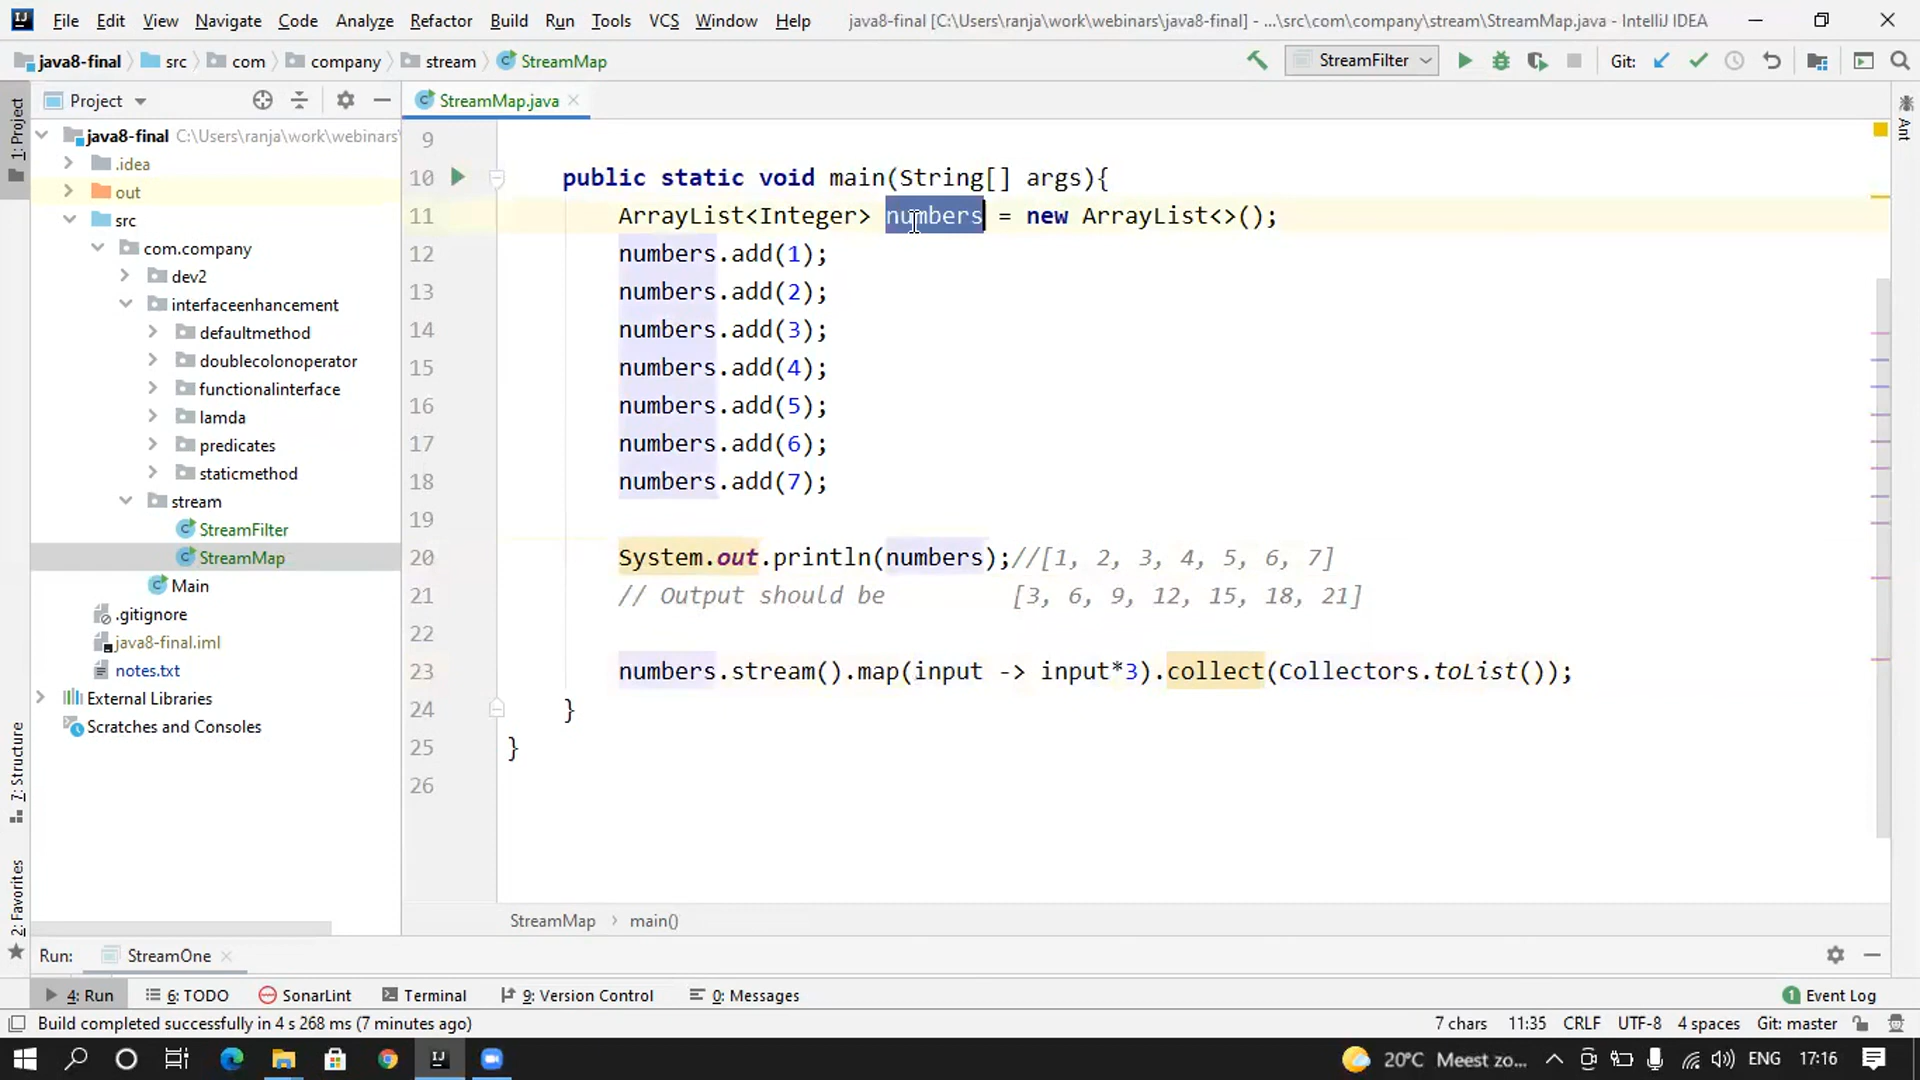 File Edit View Navigate Code Analyze Refactor Build Run Tools VCS Window Help java8-final [C:\Users\ranja\work\webinars\java8-final] - ...\src\com\company\stream\StreamMap.java - IntelliJ IDEA
java8-final src com company stream StreamMap StreamFilter Git:
Project StreamMap.java
1: Project
Ant
java8-final C:\Users\ranja\work\webinars\
.idea
out
src
com.company
dev2
interfaceenhancement
defaultmethod
doublecolonoperator
functionalinterface
lamda
predicates
staticmethod
stream
StreamFilter
StreamMap
Main
.gitignore
java8-final.iml
notes.txt
External Libraries
Scratches and Consoles
7: Structure
2: Favorites
9
10 public static void main(String[] args){
11 ArrayList<Integer> numbers = new ArrayList<>();
12 numbers.add(1);
13 numbers.add(2);
14 numbers.add(3);
15 numbers.add(4);
16 numbers.add(5);
17 numbers.add(6);
18 numbers.add(7);
19
20 System.out.println(numbers);//[1, 2, 3, 4, 5, 6, 7]
21 // Output should be [3, 6, 9, 12, 15, 18, 21]
22
23 numbers.stream().map(input -> input*3).collect(Collectors.toList());
24 }
25 }
26
StreamMap main()
Run: StreamOne
4: Run 6: TODO SonarLint Terminal 9: Version Control 0: Messages 1 Event Log
Build completed successfully in 4 s 268 ms (7 minutes ago) 7 chars 11:35 CRLF UTF-8 4 spaces Git: master
20°C Meest zo... ENG 17:16